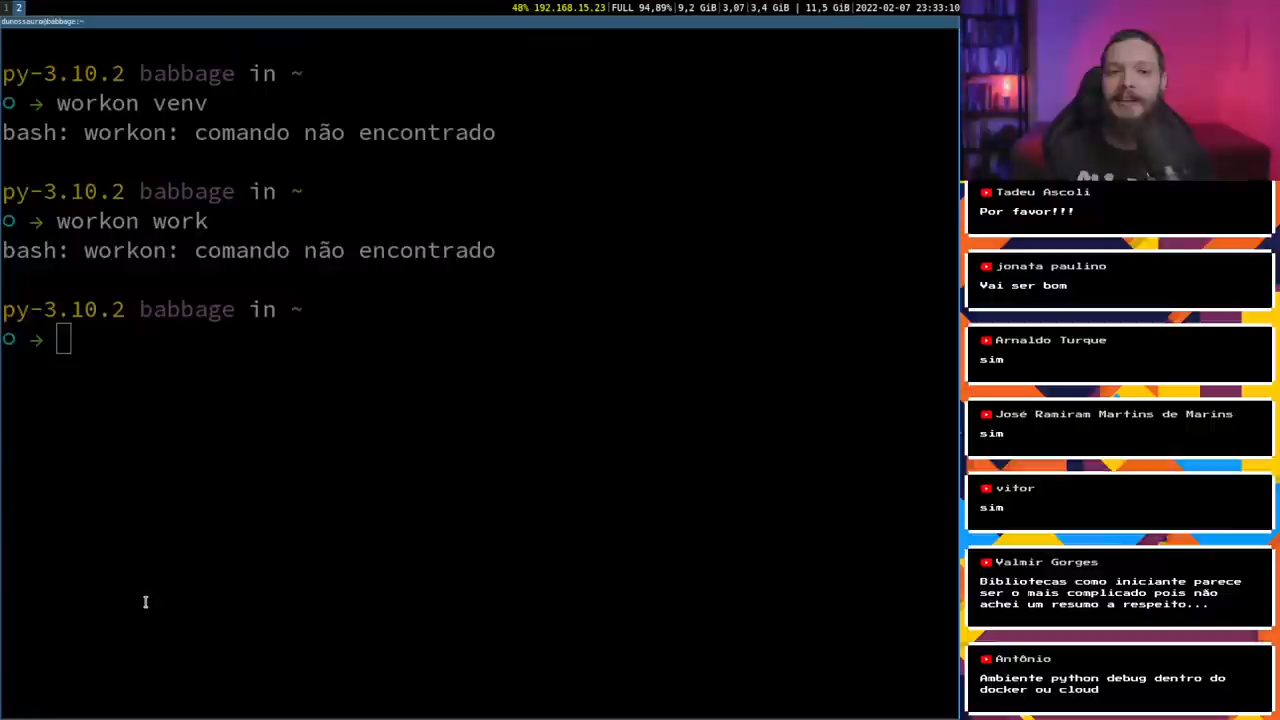 1 2
48% 192.168.15.23|FULL 94,89%|9,2 GiB|3,07|3,4 GiB | 11,5 GiB|2022-02-07 23:33:10
dunossauro@babbage:~
py-3.10.2 babbage in ~
○ → workon venv
bash: workon: comando não encontrado
py-3.10.2 babbage in ~
○ → workon work
bash: workon: comando não encontrado
py-3.10.2 babbage in ~
○ →
Tadeu Ascoli
Por favor!!!
jonata paulino
Vai ser bom
Arnaldo Turque
sim
José Ramiram Martins de Marins
sim
vitor
sim
Valmir Gorges
Bibliotecas como iniciante parece
ser o mais complicado pois não
achei um resumo a respeito...
Antônio
Ambiente python debug dentro do
docker ou cloud